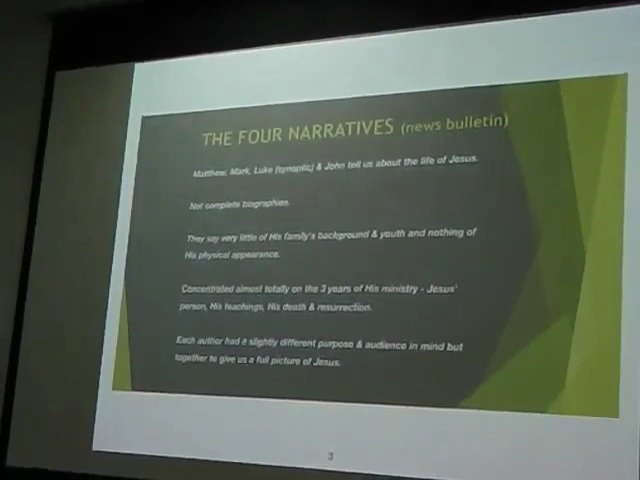 THE FOUR NARRATIVES (news bulletin)
Matthew, Mark, Luke (synoptic) & John tell us about the life of Jesus.
Not complete biographies.
They say very little of His family's background & youth and nothing of
His physical appearance.
Concentrated almost totally on the 3 years of His ministry - Jesus'
person, His teachings, His death & resurrection.
Each author had a slightly different purpose & audience in mind but
together to give us a full picture of Jesus.
3